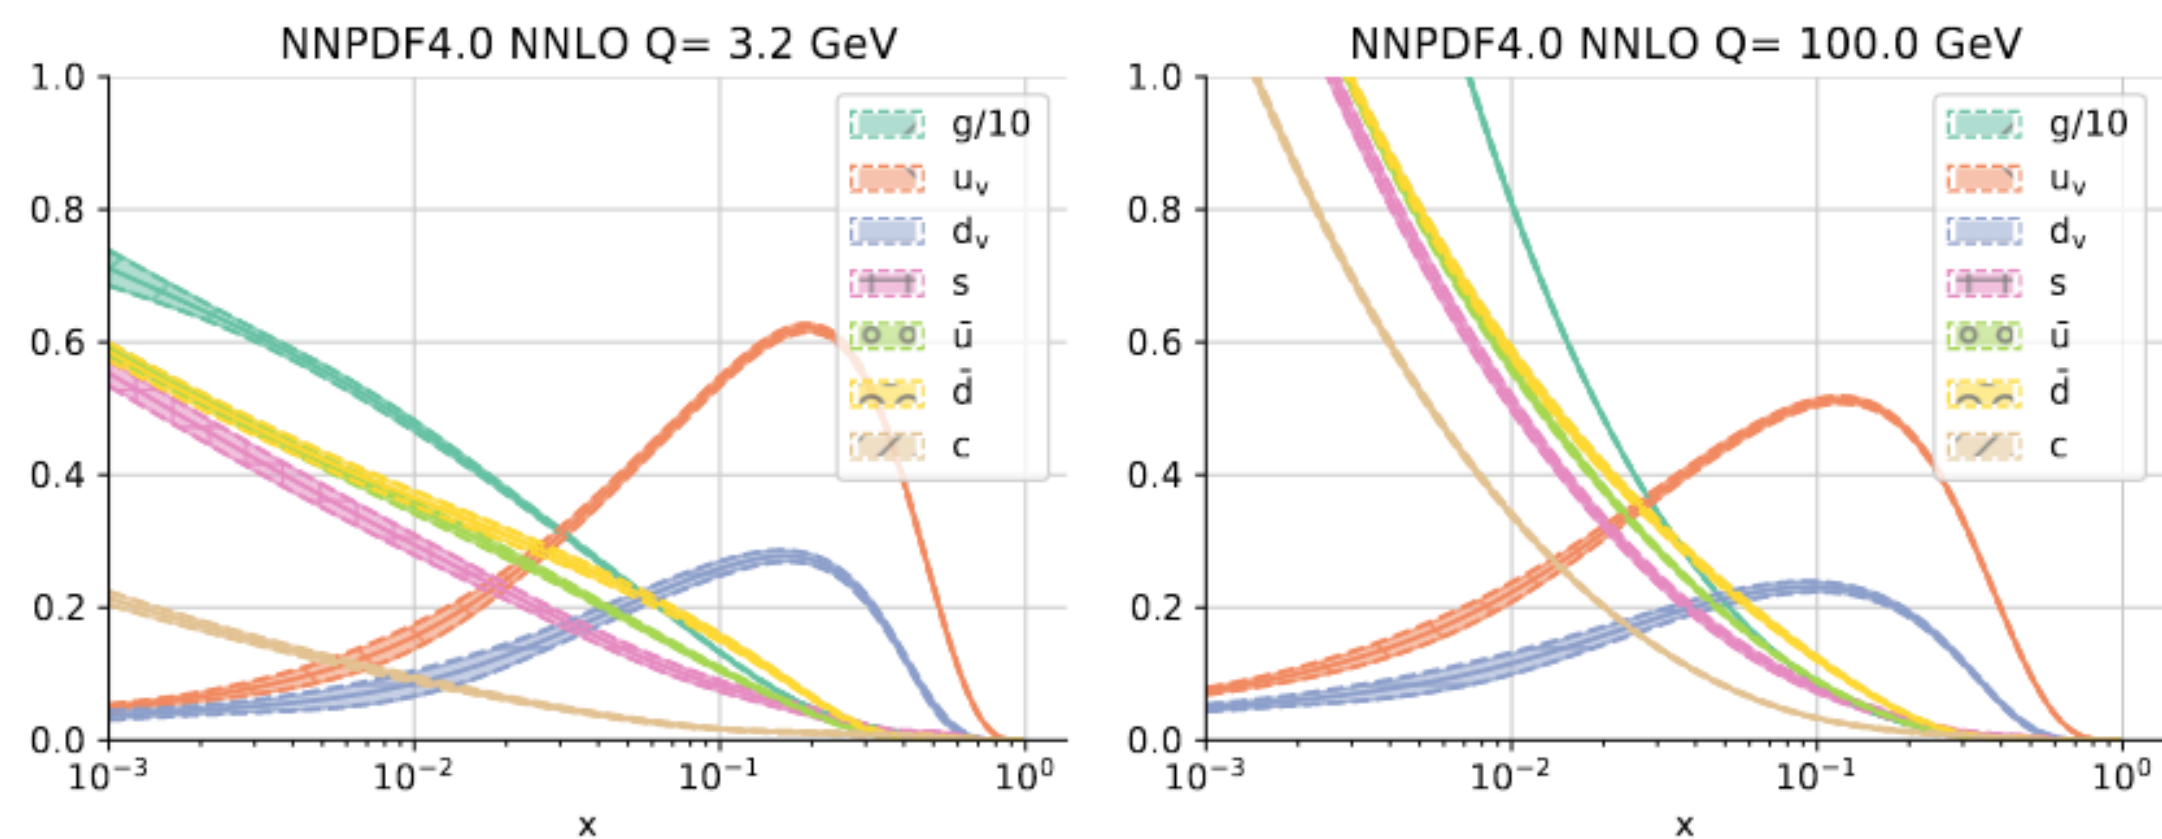 NNPDF4.0 NNLO Q= 3.2 GeV
1.0
0.8
0.6
0.4
0.2
0.0
10⁻³ 10⁻² 10⁻¹ 10⁰
x
g/10
uᵥ
dᵥ
s
ū
d̄
c
NNPDF4.0 NNLO Q= 100.0 GeV
1.0
0.8
0.6
0.4
0.2
0.0
10⁻³ 10⁻² 10⁻¹ 10⁰
x
g/10
uᵥ
dᵥ
s
ū
d̄
c